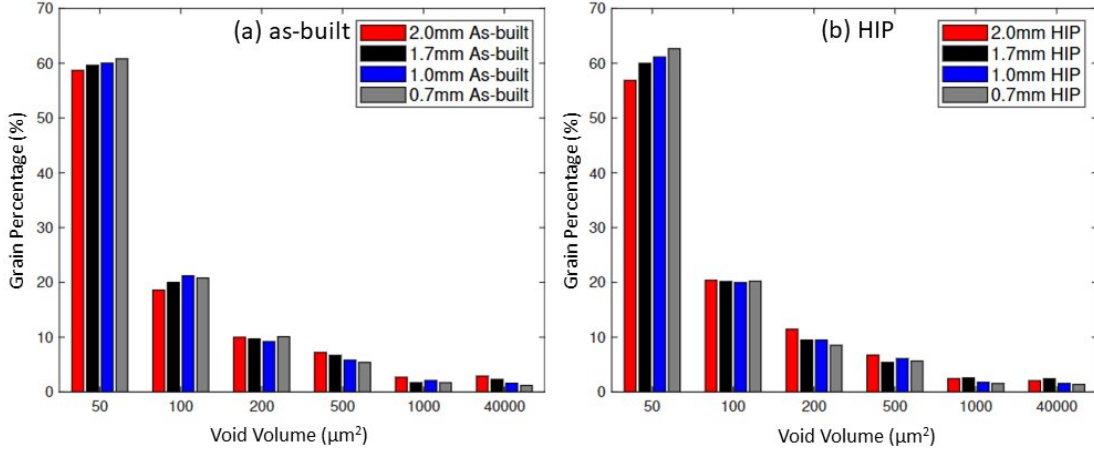 (a) as-built
2.0mm As-built
1.7mm As-built
1.0mm As-built
0.7mm As-built
Grain Percentage (%)
70
60
50
40
30
20
10
0
50 100 200 500 1000 40000
Void Volume (µm²)
(b) HIP
2.0mm HIP
1.7mm HIP
1.0mm HIP
0.7mm HIP
Grain Percentage (%)
70
60
50
40
30
20
10
0
50 100 200 500 1000 40000
Void Volume (µm²)